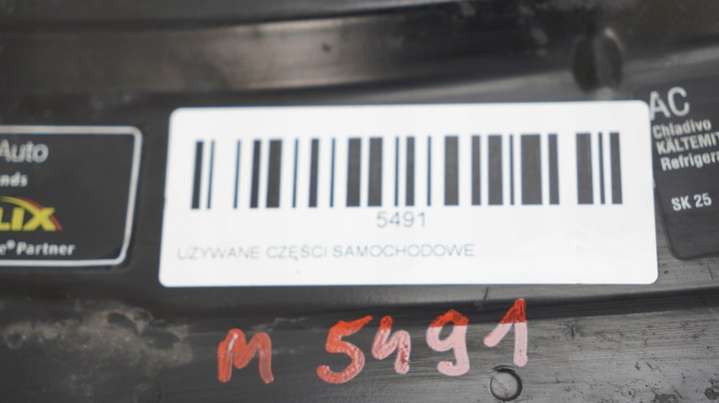 Auto
nds
LIX
e® Partner
5491
UŻYWANE CZĘŚCI SAMOCHODOWE
AC
Chladivo
KÄLTEMIT
Refrigera
SK 25
M 5491